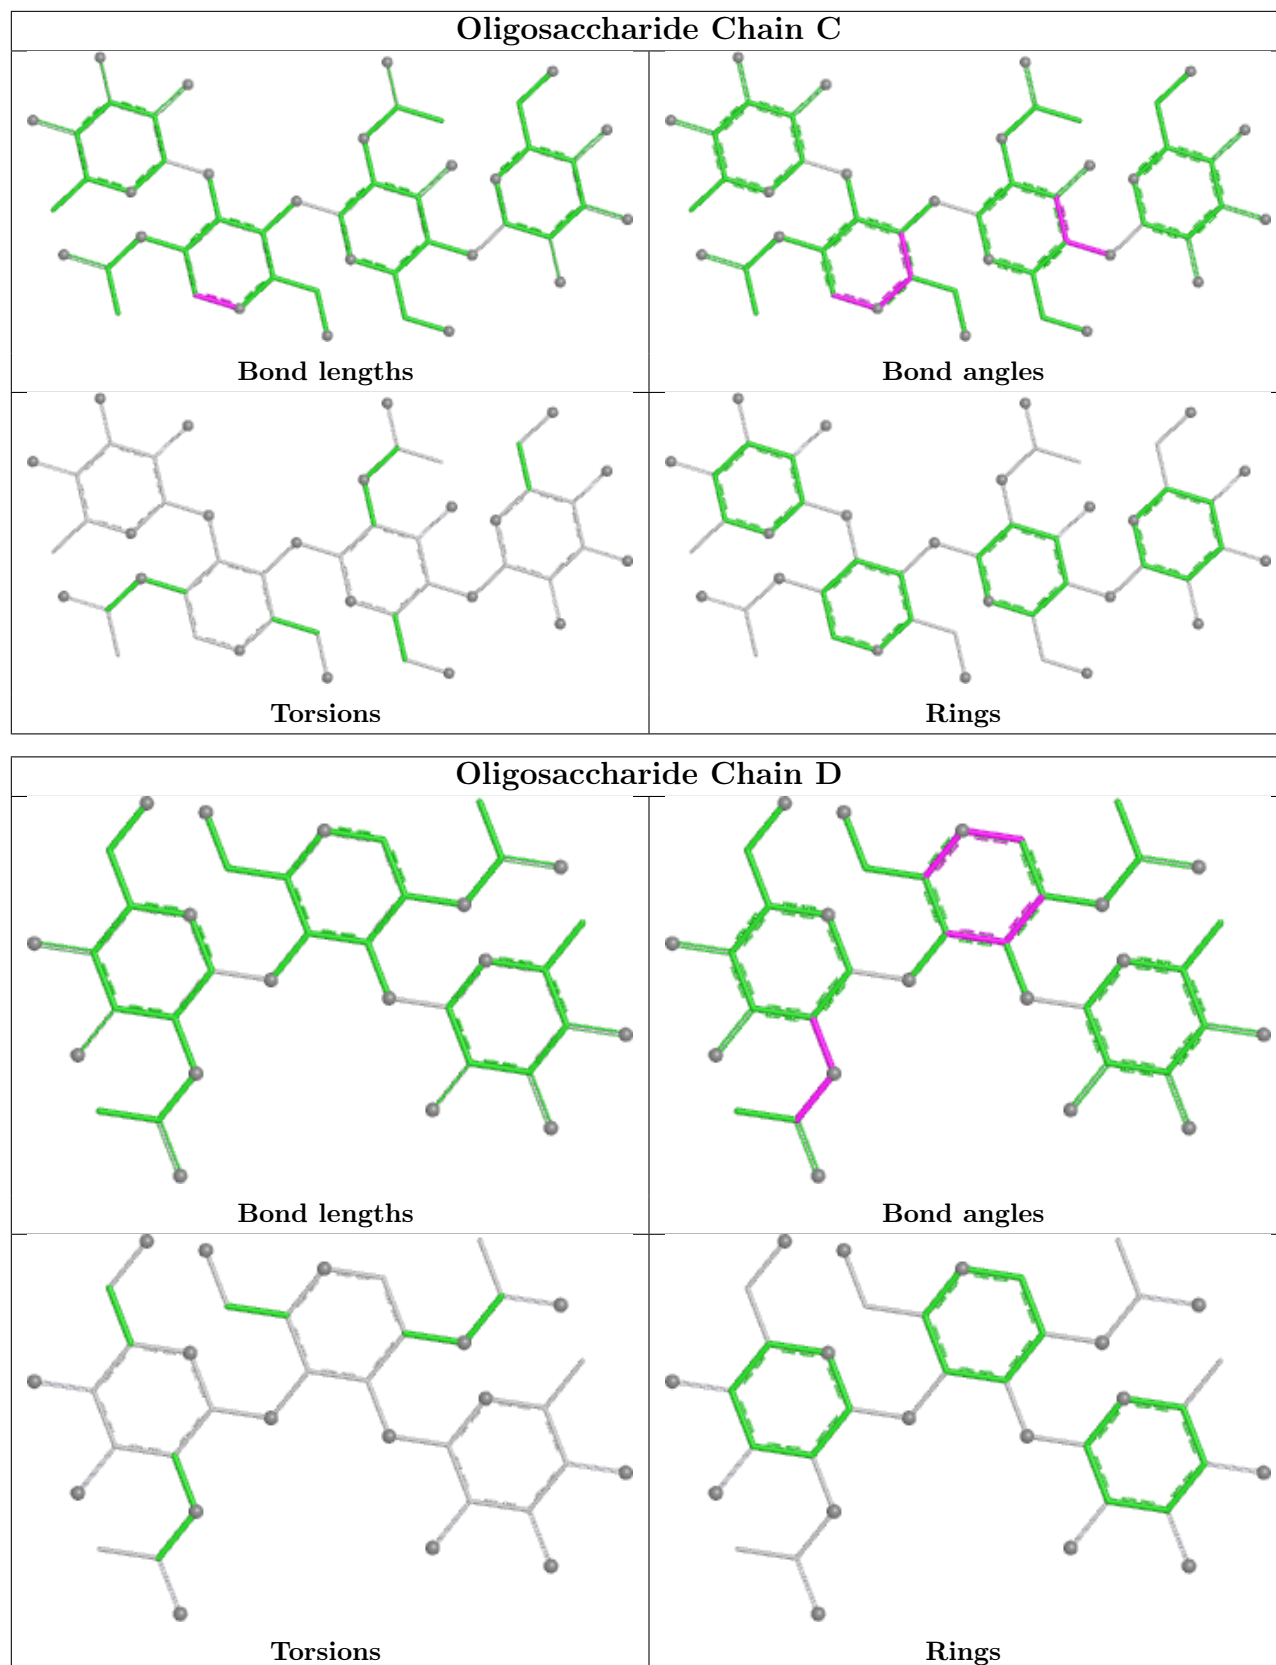 Oligosaccharide Chain C
Bond lengths
Bond angles
Torsions
Rings
Oligosaccharide Chain D
Bond lengths
Bond angles
Torsions
Rings